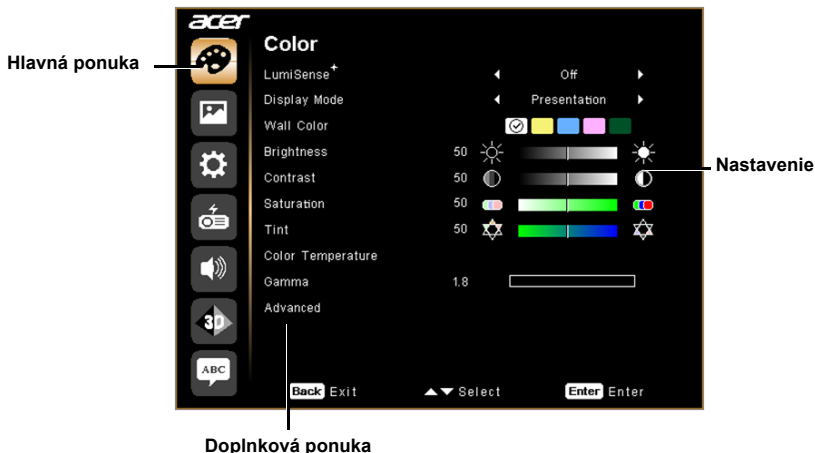 acer
Color
Hlavná ponuka
LumiSense+ Off
Display Mode Presentation
Wall Color
Brightness 50
Contrast 50
Nastavenie
Saturation 50
Tint 50
Color Temperature
Gamma 1.8
Advanced
3D
ABC
Back Exit Select Enter Enter
Doplnková ponuka